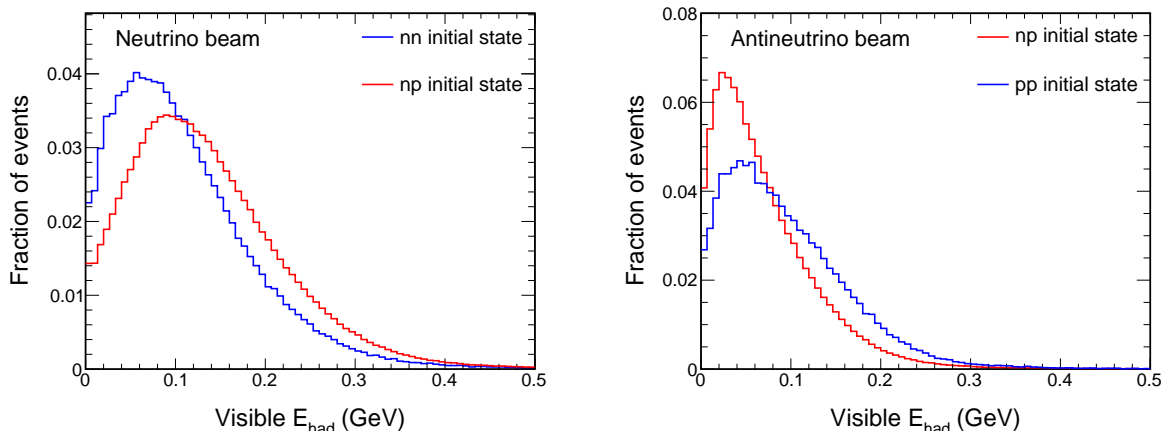 Neutrino beam
nn initial state
np initial state
Fraction of events
0.04
0.03
0.02
0.01
0
0 0.1 0.2 0.3 0.4 0.5
Visible E_had (GeV)
Antineutrino beam
np initial state
pp initial state
Fraction of events
0.08
0.06
0.04
0.02
0
0 0.1 0.2 0.3 0.4 0.5
Visible E_had (GeV)